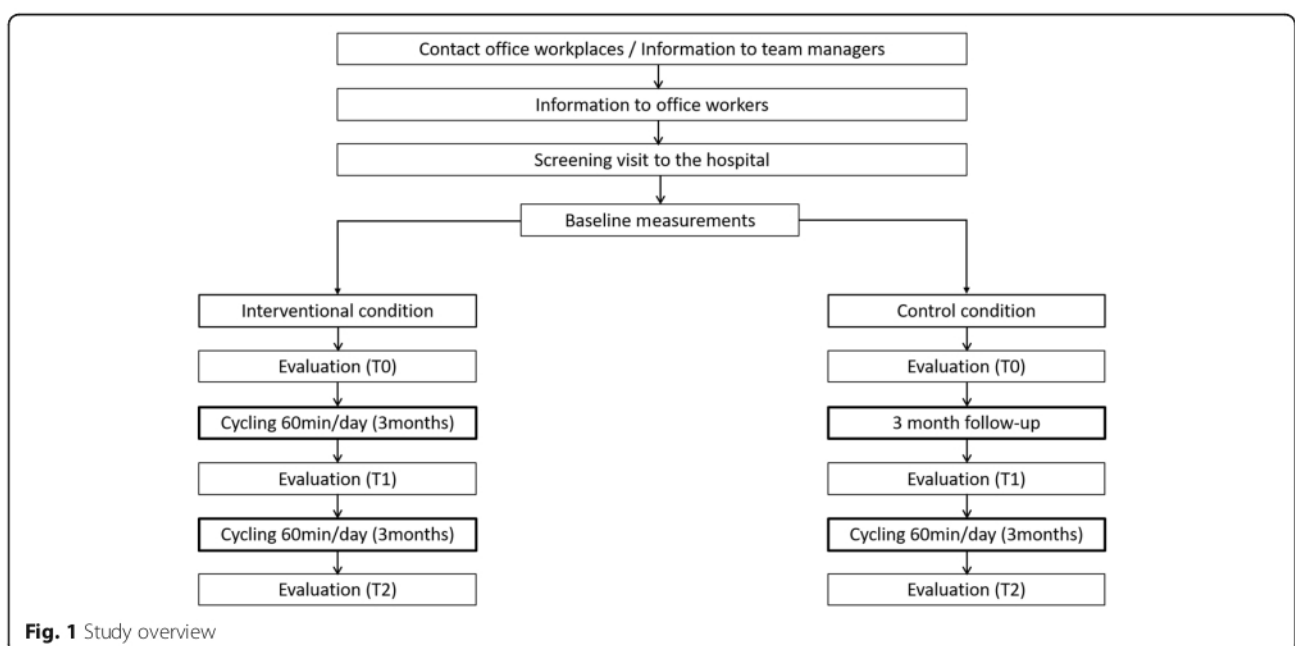 Contact office workplaces / Information to team managers
Information to office workers
Screening visit to the hospital
Baseline measurements
Interventional condition
Evaluation (T0)
Cycling 60min/day (3months)
Evaluation (T1)
Cycling 60min/day (3months)
Evaluation (T2)
Control condition
Evaluation (T0)
3 month follow-up
Evaluation (T1)
Cycling 60min/day (3months)
Evaluation (T2)
Fig. 1 Study overview